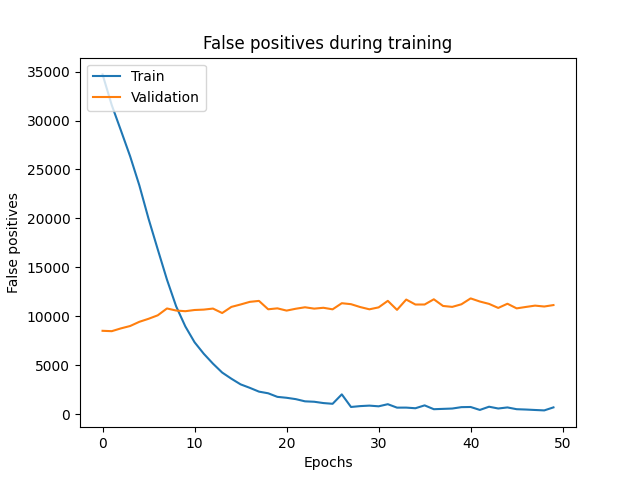 False positives during training
Train
Validation
False positives
35000
30000
25000
20000
15000
10000
5000
0
0 10 20 30 40 50
Epochs